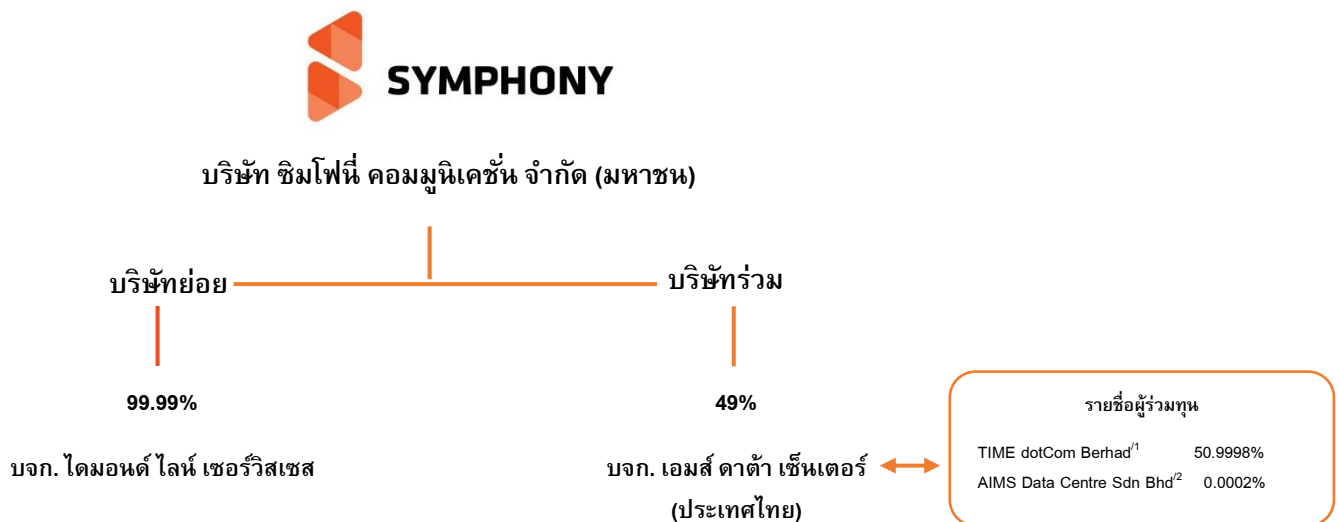 SYMPHONY
บริษัท ซิมโฟนี่ คอมมูนิเคชั่น จำกัด (มหาชน)
บริษัทย่อย
บริษัทร่วม
99.99%
49%
บจก. ไดมอนด์ ไลน์ เซอร์วิสเซส
บจก. เอมส์ ดาต้า เซ็นเตอร์
(ประเทศไทย)
รายชื่อผู้ร่วมทุน
TIME dotCom Berhad/1 50.9998%
AIMS Data Centre Sdn Bhd/2 0.0002%